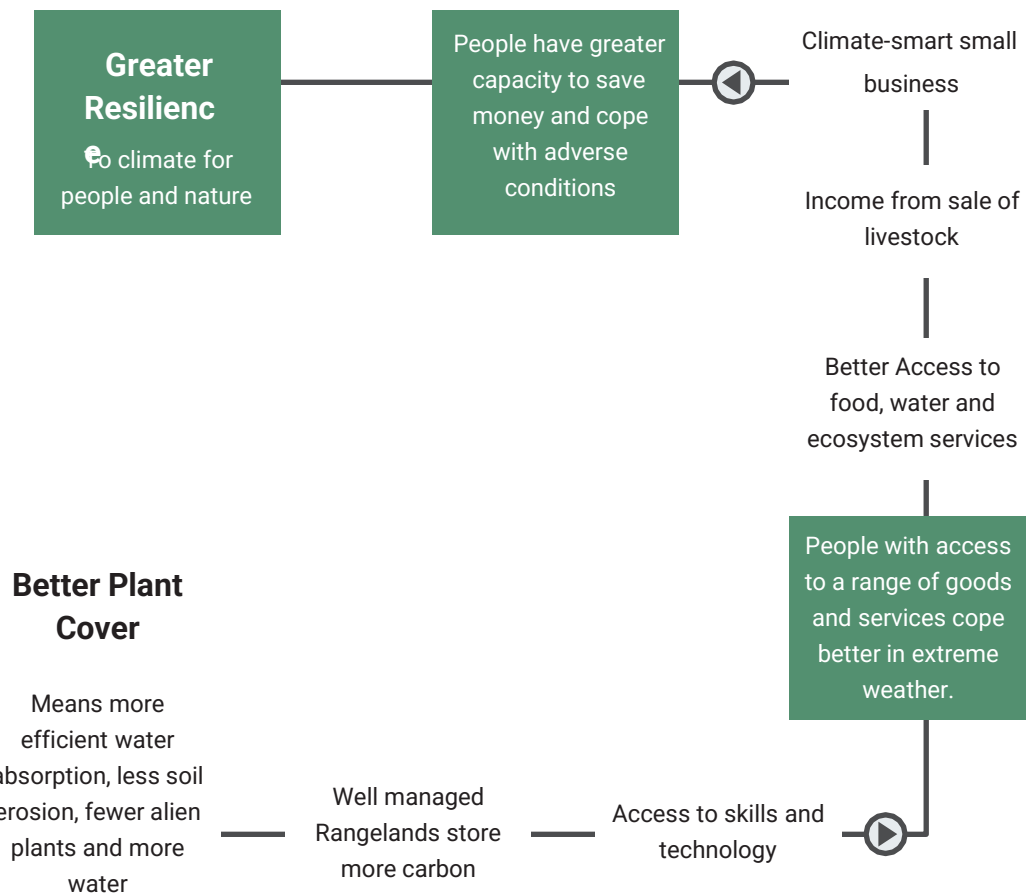 Greater
Resilienc
e
To climate for
people and nature
People have greater
capacity to save
money and cope
with adverse
conditions
Climate-smart small
business
Income from sale of
livestock
Better Access to
food, water and
ecosystem services
People with access
to a range of goods
and services cope
better in extreme
weather.
Better Plant
Cover
Means more
efficient water
absorption, less soil
erosion, fewer alien
plants and more
water
Well managed
Rangelands store
more carbon
Access to skills and
technology